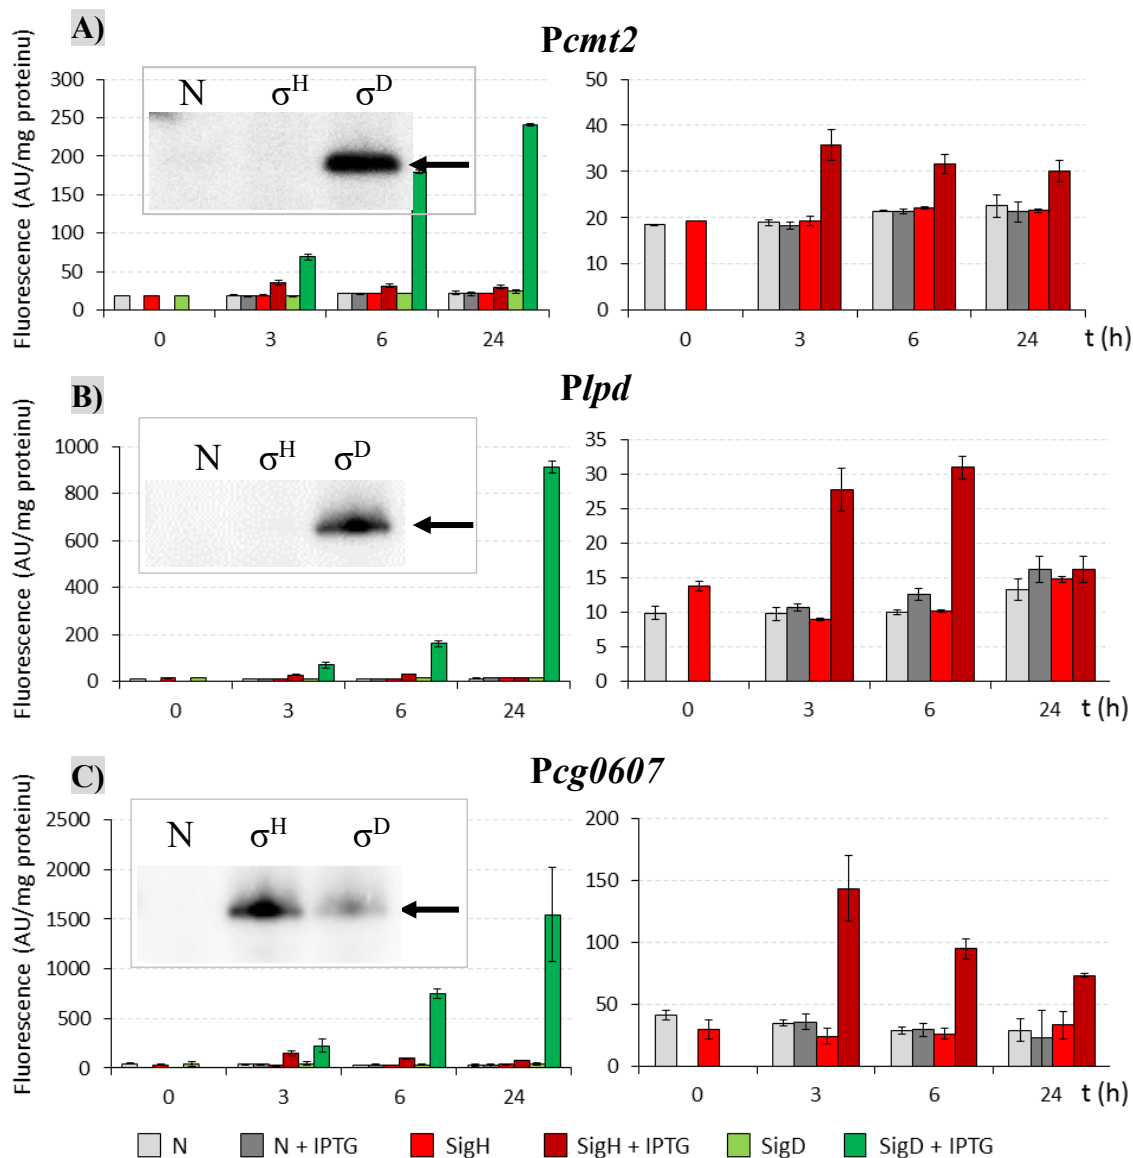 A)
Pcmt2
Fluorescence (AU/mg proteinu)
300
250
200
150
100
50
0
N σH σD
0 3 6 24
50
40
30
20
10
0
0 3 6 24 t (h)
B)
Plpd
Fluorescence (AU/mg proteinu)
1000
800
600
400
200
0
N σH σD
0 3 6 24
35
30
25
20
15
10
5
0
0 3 6 24 t (h)
C)
Pcg0607
Fluorescence (AU/mg proteinu)
2500
2000
1500
1000
500
0
N σH σD
0 3 6 24
200
150
100
50
0
0 3 6 24 t (h)
N N + IPTG SigH SigH + IPTG SigD SigD + IPTG